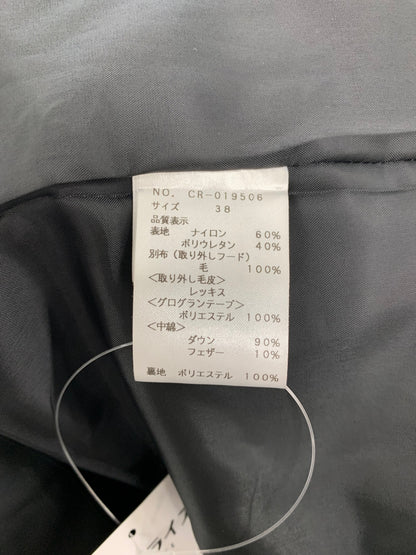 NO. CR-019506
サイズ 38
品質表示
表地 ナイロン 60%
ポリウレタン 40%
別布（取り外しフード）
毛 100%
＜取り外し毛皮＞
レッキス
＜グログランテープ＞
ポリエステル 100%
＜中綿＞
ダウン 90%
フェザー 10%
裏地 ポリエステル 100%